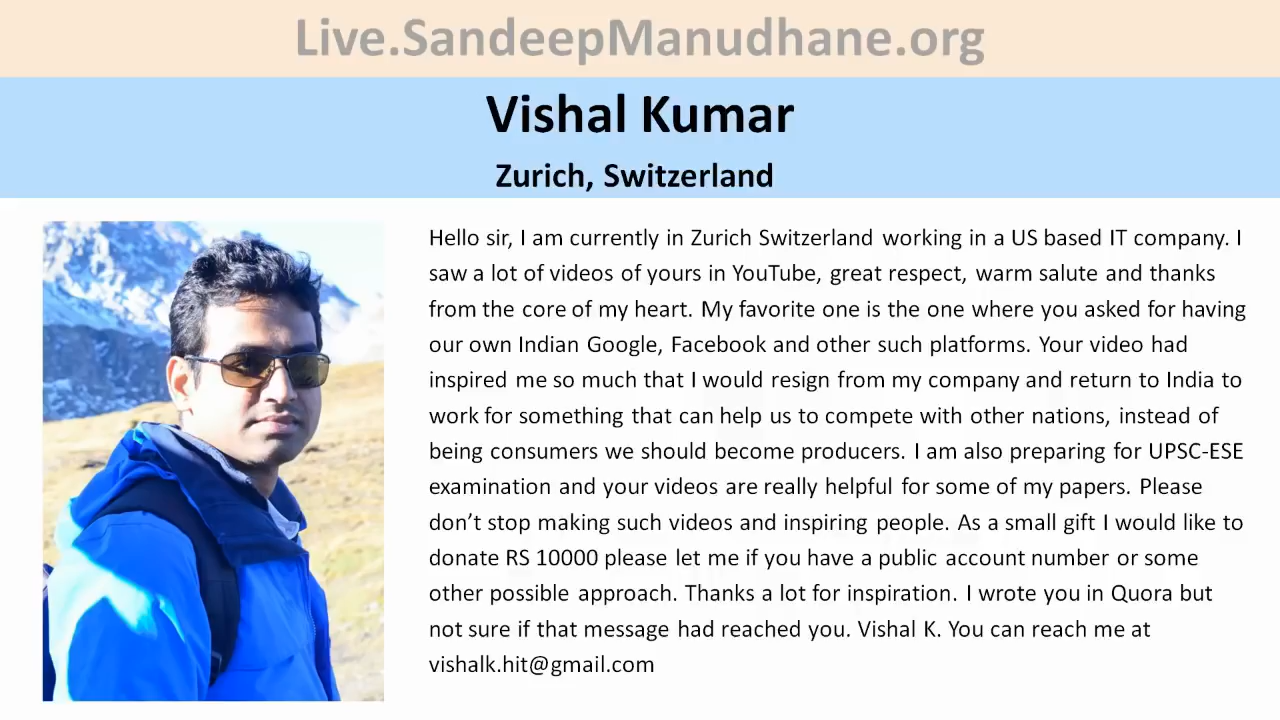 Live.SandeepManudhane.org
Vishal Kumar
Zurich, Switzerland
Hello sir, I am currently in Zurich Switzerland working in a US based IT company. I
saw a lot of videos of yours in YouTube, great respect, warm salute and thanks
from the core of my heart. My favorite one is the one where you asked for having
our own Indian Google, Facebook and other such platforms. Your video had
inspired me so much that I would resign from my company and return to India to
work for something that can help us to compete with other nations, instead of
being consumers we should become producers. I am also preparing for UPSC-ESE
examination and your videos are really helpful for some of my papers. Please
don’t stop making such videos and inspiring people. As a small gift I would like to
donate RS 10000 please let me if you have a public account number or some
other possible approach. Thanks a lot for inspiration. I wrote you in Quora but
not sure if that message had reached you. Vishal K. You can reach me at
vishalk.hit@gmail.com